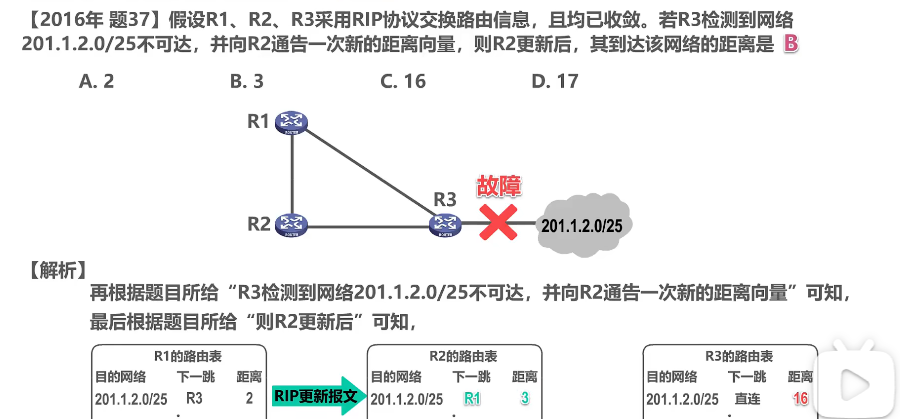 【2016年 题37】假设R1、R2、R3采用RIP协议交换路由信息，且均已收敛。若R3检测到网络
201.1.2.0/25不可达，并向R2通告一次新的距离向量，则R2更新后，其到达该网络的距离是 B
A. 2 B. 3 C. 16 D. 17
R1
ROUTER
故障
R3
R2
ROUTER
ROUTER
201.1.2.0/25
【解析】
再根据题目所给“R3检测到网络201.1.2.0/25不可达，并向R2通告一次新的距离向量”可知，
最后根据题目所给“则R2更新后”可知，
R1的路由表 R2的路由表 R3的路由表
目的网络 下一跳 距离 目的网络 下一跳 距离 目的网络 下一跳 距离
201.1.2.0/25 R3 2 RIP更新报文 201.1.2.0/25 R1 3 201.1.2.0/25 直连 16